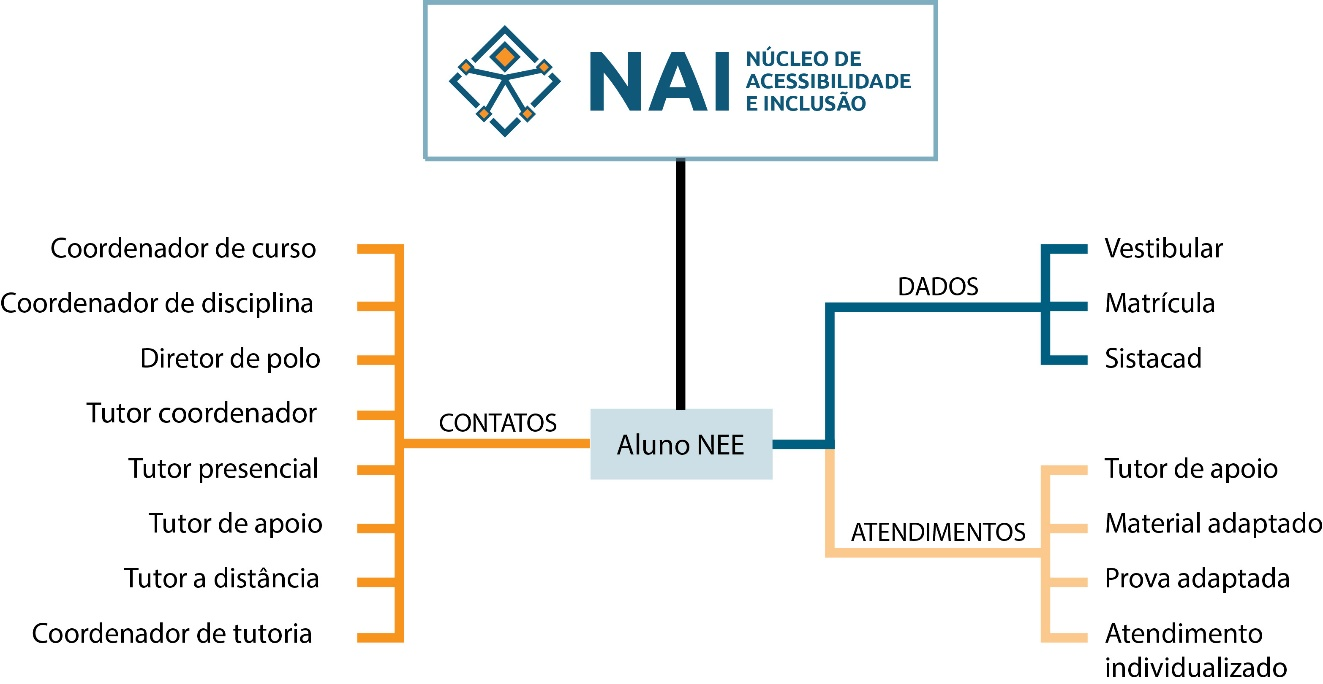 NAI
NÚCLEO DE
ACESSIBILIDADE
E INCLUSÃO
Coordenador de curso
Coordenador de disciplina
Diretor de polo
Tutor coordenador
Tutor presencial
Tutor de apoio
Tutor a distância
Coordenador de tutoria
CONTATOS
Aluno NEE
DADOS
Vestibular
Matrícula
Sistacad
ATENDIMENTOS
Tutor de apoio
Material adaptado
Prova adaptada
Atendimento
individualizado